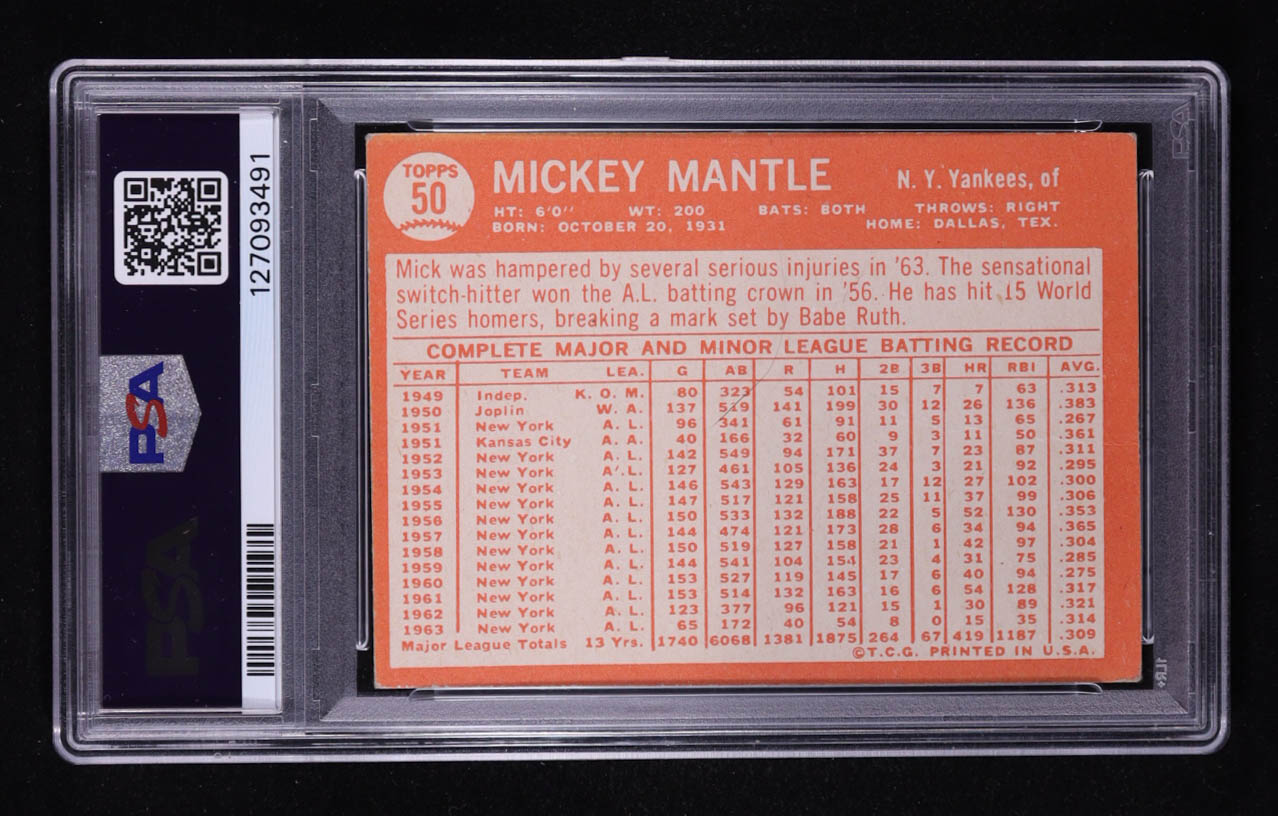 127093491
PSA
PSA
PSA
TOPPS
50
MICKEY MANTLE
N. Y. Yankees, of
HT: 6'0" WT: 200 BATS: BOTH THROWS: RIGHT
BORN: OCTOBER 20, 1931 HOME: DALLAS, TEX.
Mick was hampered by several serious injuries in '63. The sensational
switch-hitter won the A.L. batting crown in '56. He has hit 15 World
Series homers, breaking a mark set by Babe Ruth.
COMPLETE MAJOR AND MINOR LEAGUE BATTING RECORD
YEAR TEAM LEA. G AB R H 2B 3B HR RBI AVG.
1949 Indep. K. O. M. 80 323 54 101 15 7 7 63 .313
1950 Joplin W. A. 137 519 141 199 30 12 26 136 .383
1951 New York A. L. 96 341 61 91 11 5 13 65 .267
1951 Kansas City A. A. 40 166 32 60 9 3 11 50 .361
1952 New York A. L. 142 549 94 171 37 7 23 87 .311
1953 New York A. L. 127 461 105 136 24 3 21 92 .295
1954 New York A. L. 146 543 129 163 17 12 27 102 .300
1955 New York A. L. 147 517 121 158 25 11 37 99 .306
1956 New York A. L. 150 533 132 188 22 5 52 130 .353
1957 New York A. L. 144 474 121 173 28 6 34 94 .365
1958 New York A. L. 150 519 127 158 21 1 42 97 .304
1959 New York A. L. 144 541 104 154 23 4 31 75 .285
1960 New York A. L. 153 527 119 145 17 6 40 94 .275
1961 New York A. L. 153 514 132 163 16 6 54 128 .317
1962 New York A. L. 123 377 96 121 15 1 30 89 .321
1963 New York A. L. 65 172 40 54 8 0 15 35 .314
Major League Totals 13 Yrs. 1740 6068 1381 1875 264 67 419 1187 .309
©T.C.G. PRINTED IN U.S.A.